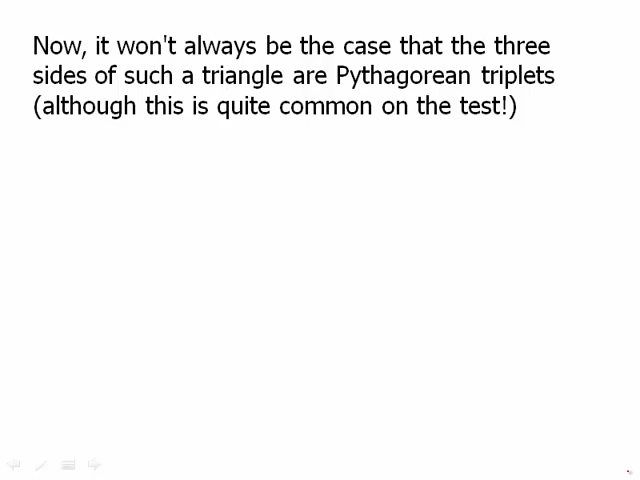 Now, it won't always be the case that the three
sides of such a triangle are Pythagorean triplets
(although this is quite common on the test!)